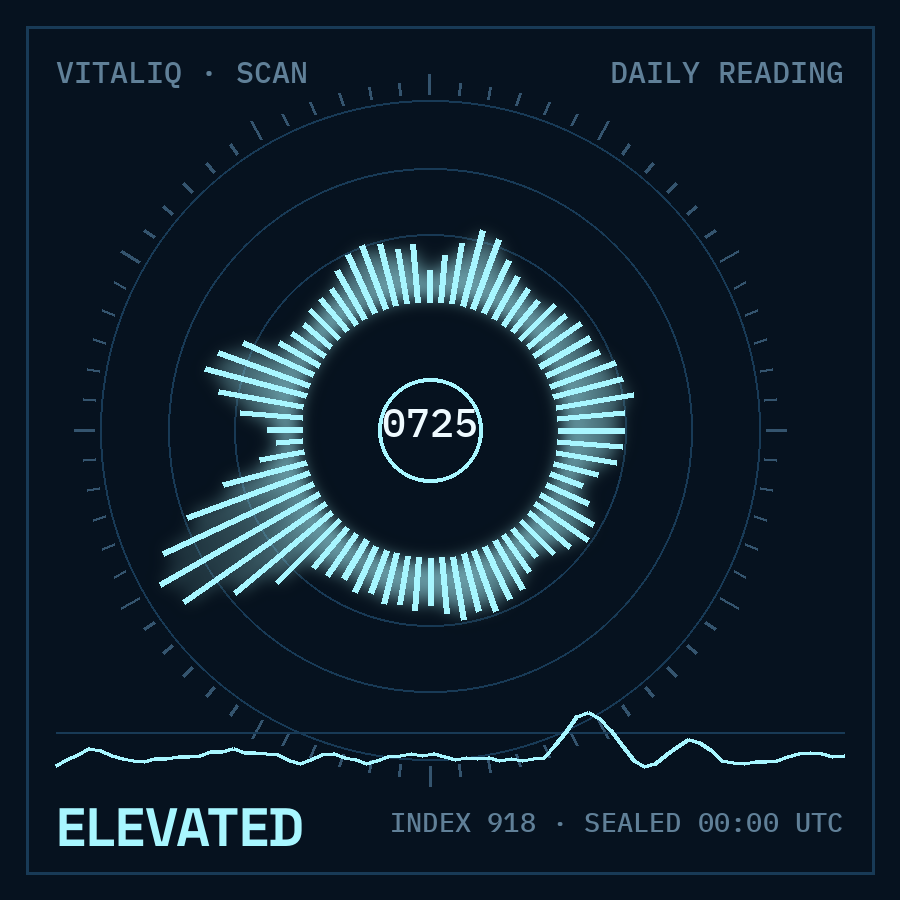 VITALIQ · SCAN
DAILY READING
0725
ELEVATED
INDEX 918 · SEALED 00:00 UTC